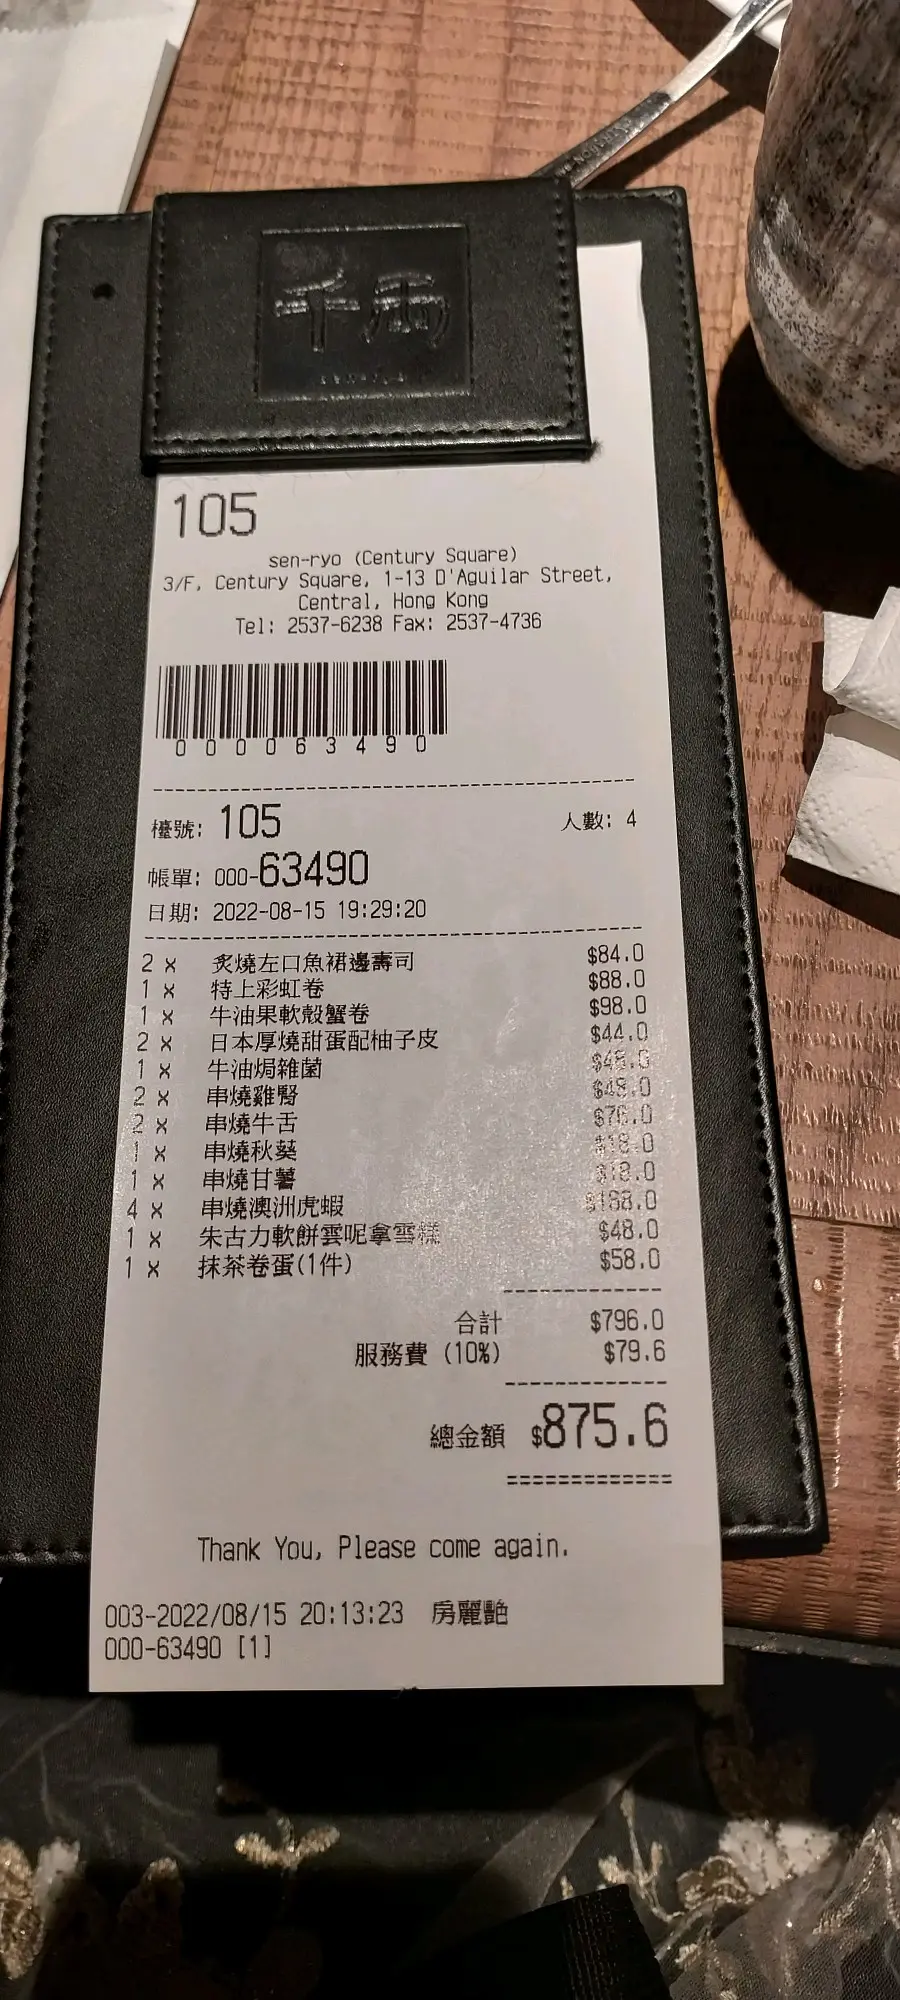 千両
105
sen-ryo (Century Square)
3/F, Century Square, 1-13 D'Aguilar Street,
Central, Hong Kong
Tel: 2537-6238 Fax: 2537-4736
000063490
檯號: 105 人數: 4
帳單: 000-63490
日期: 2022-08-15 19:29:20
2 x 炙燒左口魚裙邊壽司 $84.0
1 x 特上彩虹卷 $88.0
1 x 牛油果軟殼蟹卷 $98.0
2 x 日本厚燒甜蛋配柚子皮 $44.0
1 x 牛油焗雜菌 $48.0
2 x 串燒雞腎 $48.0
2 x 串燒牛舌 $76.0
1 x 串燒秋葵 $18.0
1 x 串燒甘薯 $18.0
4 x 串燒澳洲虎蝦 $168.0
1 x 朱古力軟餅雲呢拿雪糕 $48.0
1 x 抹茶卷蛋(1件) $58.0
合計 $796.0
服務費 (10%) $79.6
總金額 $875.6
Thank You, Please come again.
003-2022/08/15 20:13:23 房麗艷
000-63490 [1]